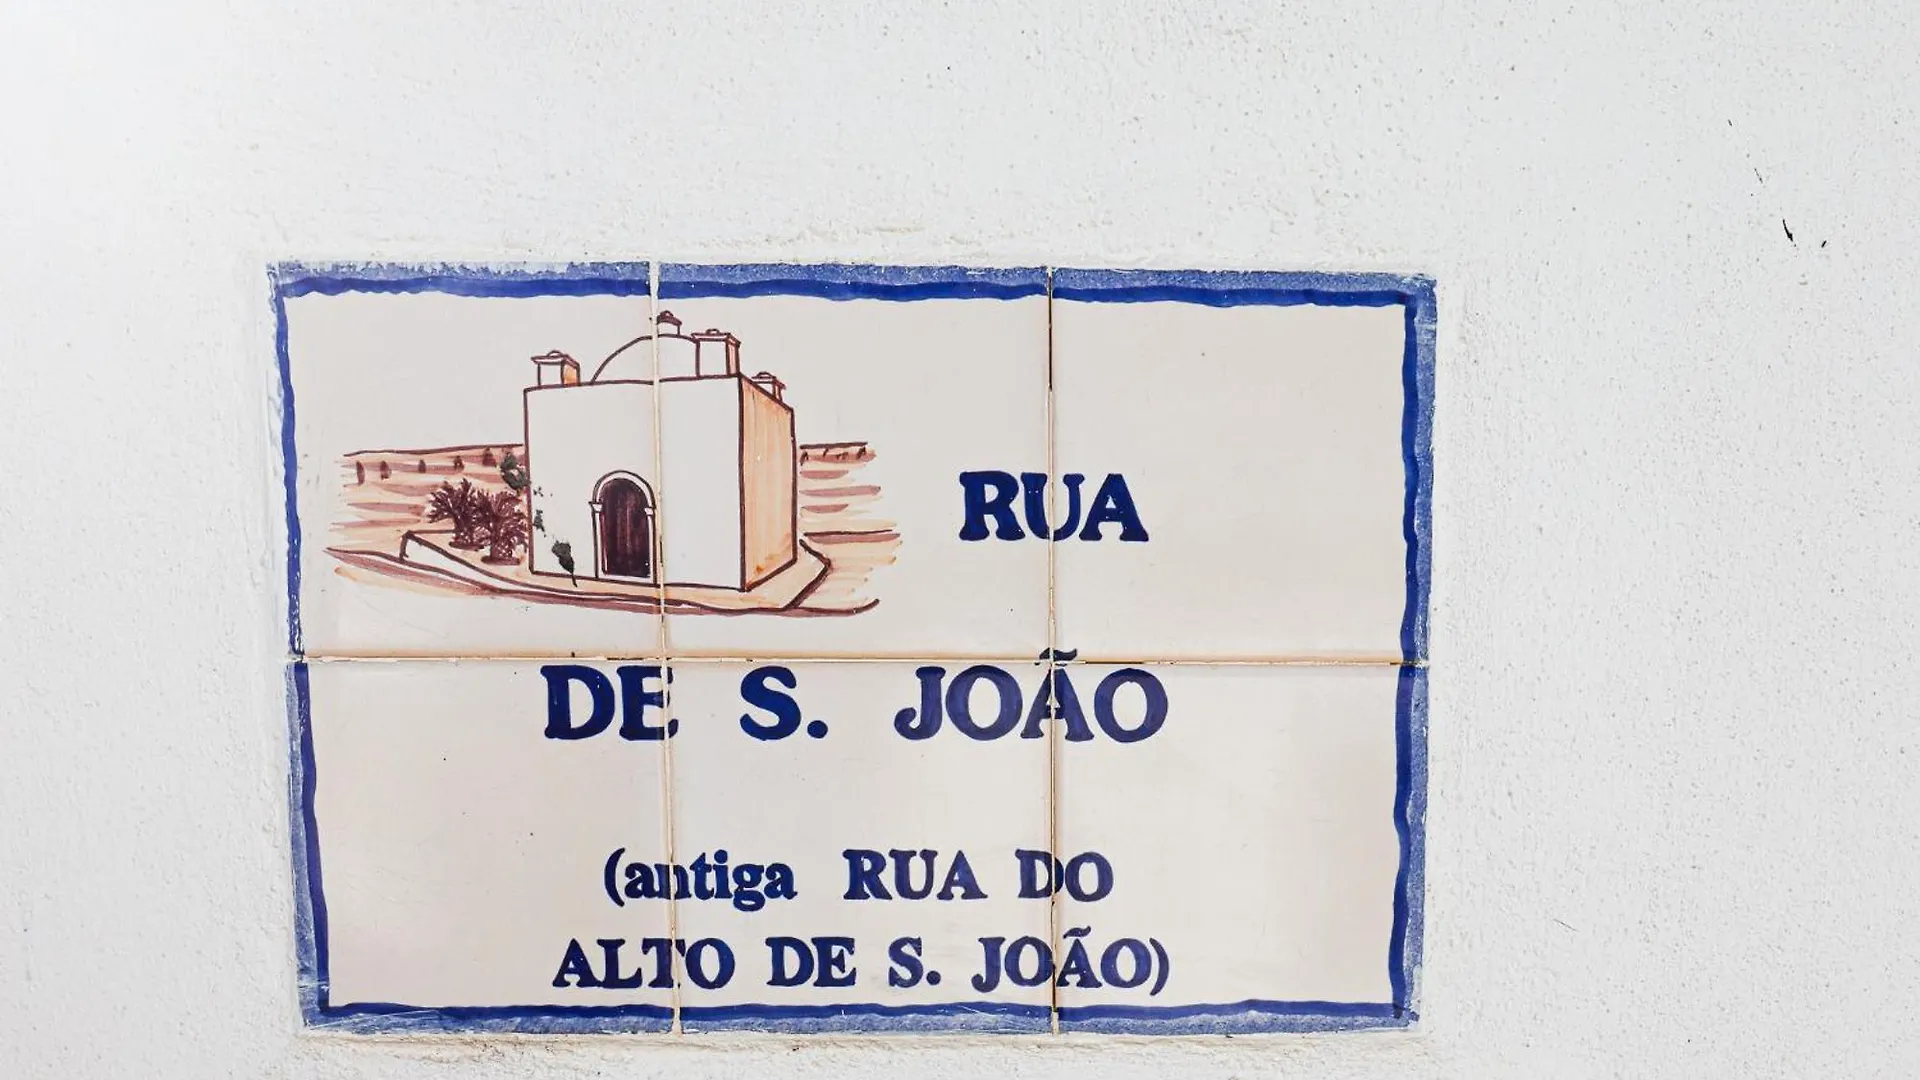 RUA
DE S. JOÃO
(antiga RUA DO
ALTO DE S. JOÃO)